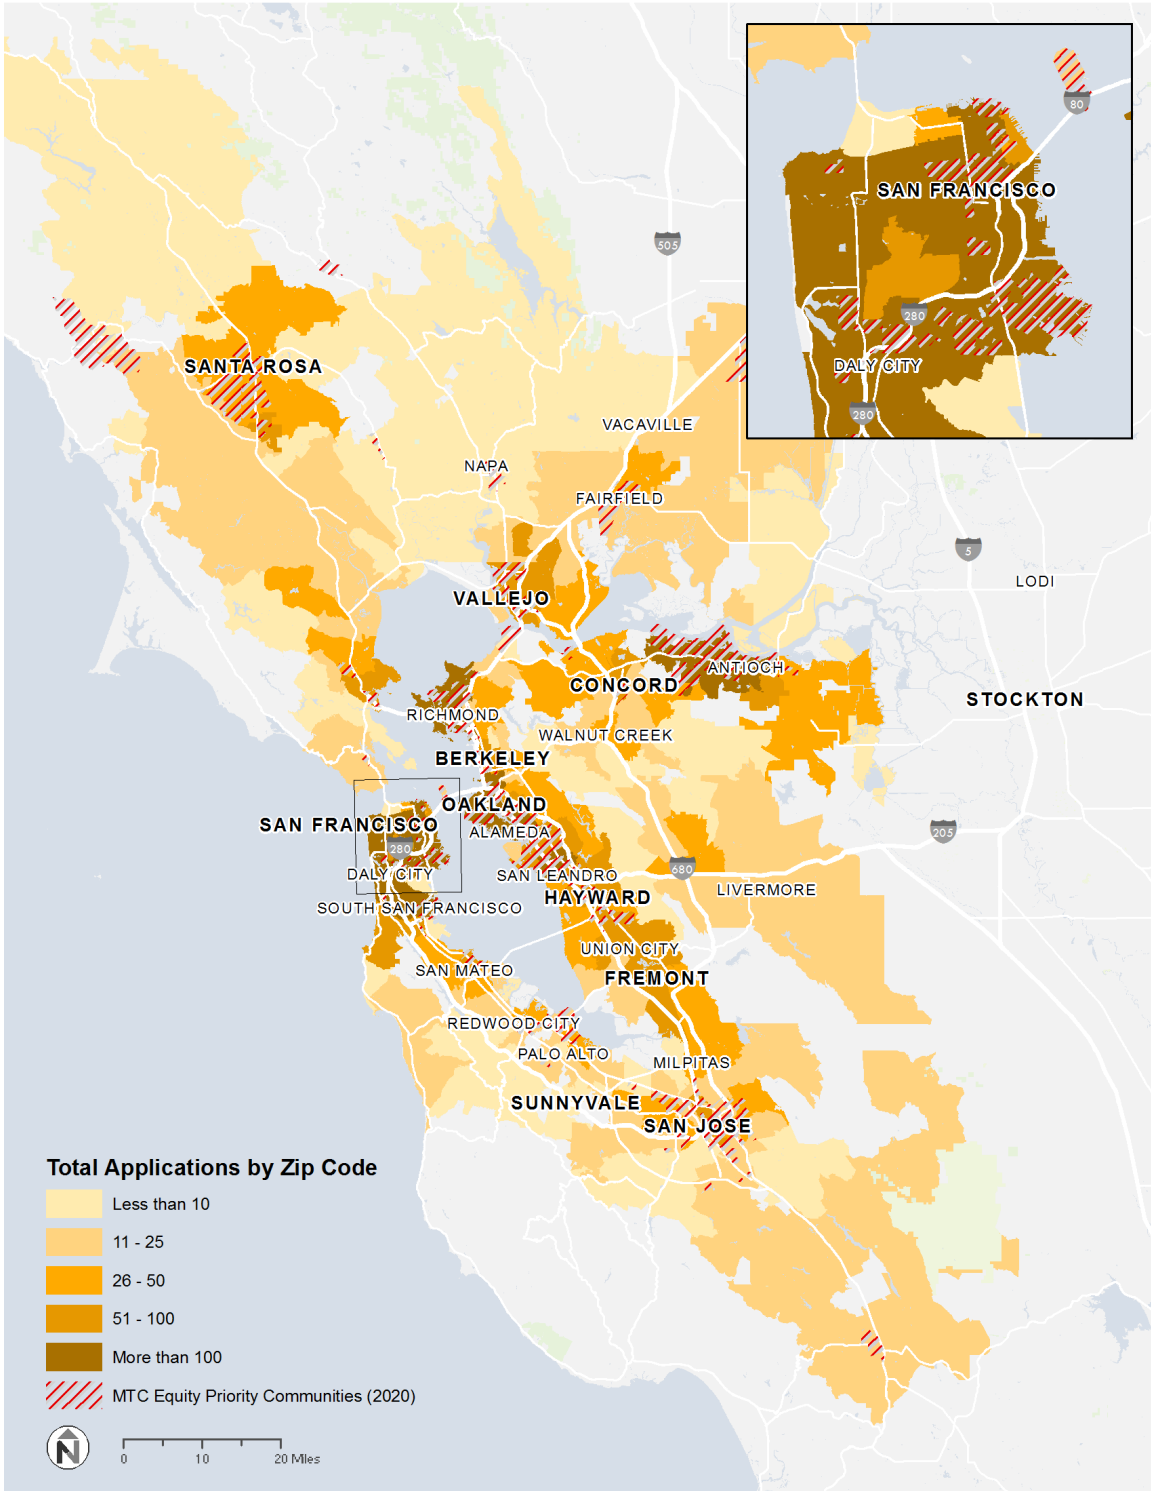 80
SAN FRANCISCO
280
DALY CITY
280
505
SANTA ROSA
VACAVILLE
NAPA
FAIRFIELD
5
LODI
VALLEJO
ANTIOCH
CONCORD
STOCKTON
RICHMOND
WALNUT CREEK
BERKELEY
OAKLAND
SAN FRANCISCO
ALAMEDA
205
280
680
DALY CITY
SAN LEANDRO
LIVERMORE
HAYWARD
SOUTH SAN FRANCISCO
UNION CITY
SAN MATEO
FREMONT
REDWOOD CITY
PALO ALTO
MILPITAS
SUNNYVALE
SAN JOSE
Total Applications by Zip Code
Less than 10
11 - 25
26 - 50
51 - 100
More than 100
MTC Equity Priority Communities (2020)
N
0 10 20 Miles